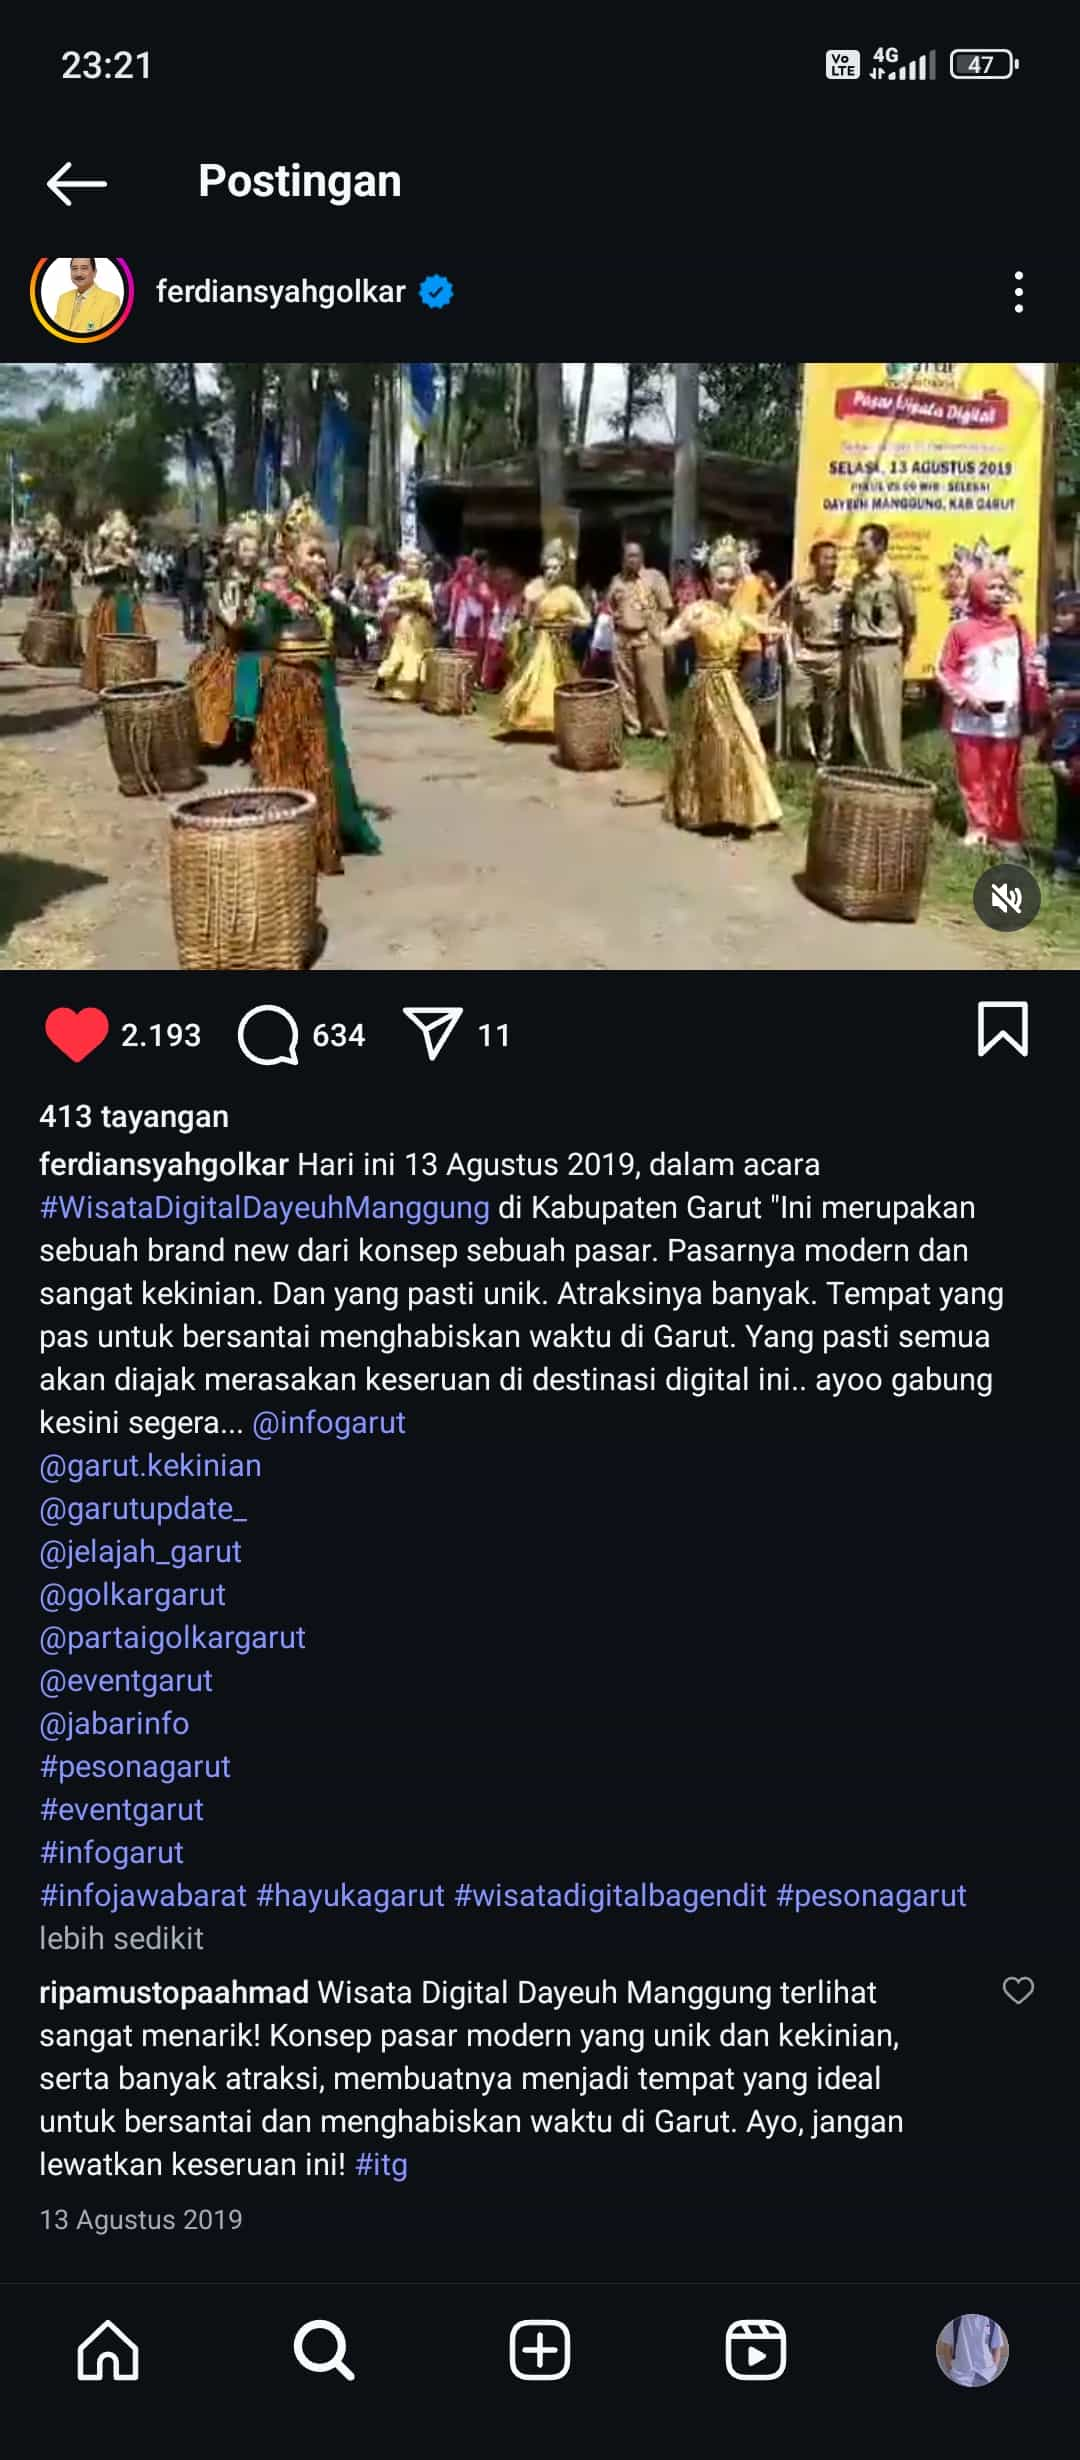 23:21
Vo LTE 4G 47
Postingan
ferdiansyahgolkar
Pasar Wisata Digital
SELASA, 13 AGUSTUS 2019
DAYEUH MANGGUNG, KAB GARUT
2.193 634 11
413 tayangan
ferdiansyahgolkar Hari ini 13 Agustus 2019, dalam acara
#WisataDigitalDayeuhManggung di Kabupaten Garut "Ini merupakan
sebuah brand new dari konsep sebuah pasar. Pasarnya modern dan
sangat kekinian. Dan yang pasti unik. Atraksinya banyak. Tempat yang
pas untuk bersantai menghabiskan waktu di Garut. Yang pasti semua
akan diajak merasakan keseruan di destinasi digital ini.. ayoo gabung
kesini segera... @infogarut
@garut.kekinian
@garutupdate_
@jelajah_garut
@golkargarut
@partaigolkargarut
@eventgarut
@jabarinfo
#pesonagarut
#eventgarut
#infogarut
#infojawabarat #hayukagarut #wisatadigitalbagendit #pesonagarut
lebih sedikit
ripamustopaahmad Wisata Digital Dayeuh Manggung terlihat
sangat menarik! Konsep pasar modern yang unik dan kekinian,
serta banyak atraksi, membuatnya menjadi tempat yang ideal
untuk bersantai dan menghabiskan waktu di Garut. Ayo, jangan
lewatkan keseruan ini! #itg
13 Agustus 2019